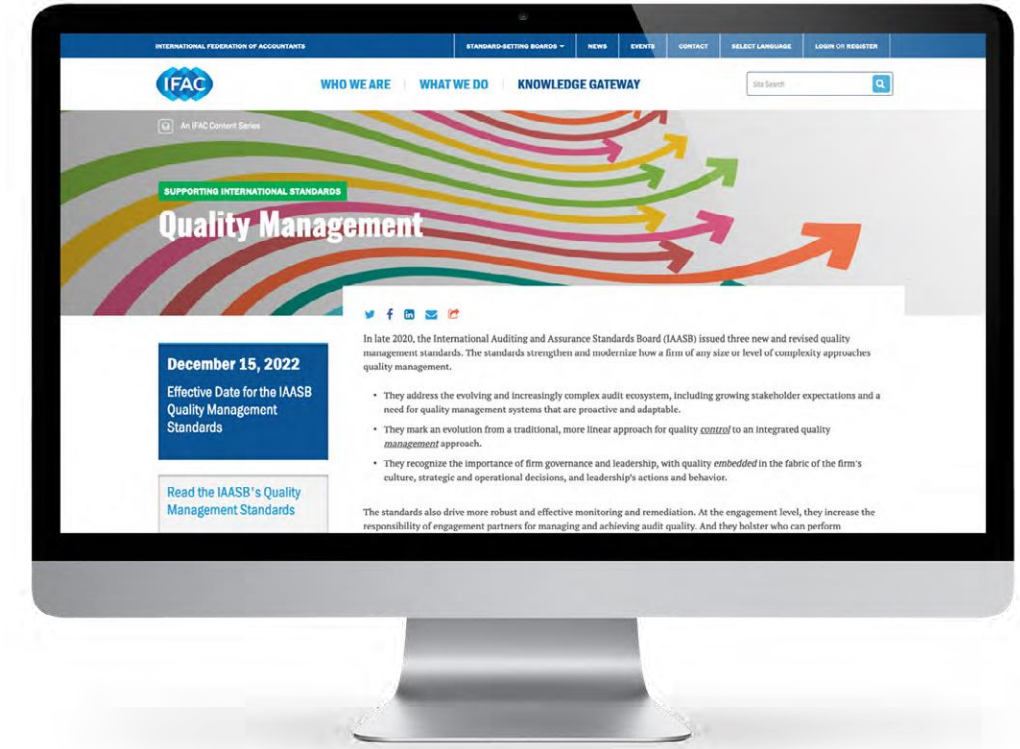 INTERNATIONAL FEDERATION OF ACCOUNTANTS
STANDARD-SETTING BOARDS
NEWS
EVENTS
CONTACT
SELECT LANGUAGE
LOGIN OR REGISTER
IFAC
WHO WE ARE
WHAT WE DO
KNOWLEDGE GATEWAY
Site Search
An IFAC Content Series
SUPPORTING INTERNATIONAL STANDARDS
Quality Management
December 15, 2022
Effective Date for the IAASB
Quality Management
Standards
Read the IAASB's Quality
Management Standards
In late 2020, the International Auditing and Assurance Standards Board (IAASB) issued three new and revised quality
management standards. The standards strengthen and modernize how a firm of any size or level of complexity approaches
quality management.
• They address the evolving and increasingly complex audit ecosystem, including growing stakeholder expectations and a
need for quality management systems that are proactive and adaptable.
• They mark an evolution from a traditional, more linear approach for quality control to an integrated quality
management approach.
• They recognize the importance of firm governance and leadership, with quality embedded in the fabric of the firm's
culture, strategic and operational decisions, and leadership's actions and behavior.
The standards also drive more robust and effective monitoring and remediation. At the engagement level, they increase the
responsibility of engagement partners for managing and achieving audit quality. And they bolster who can perform